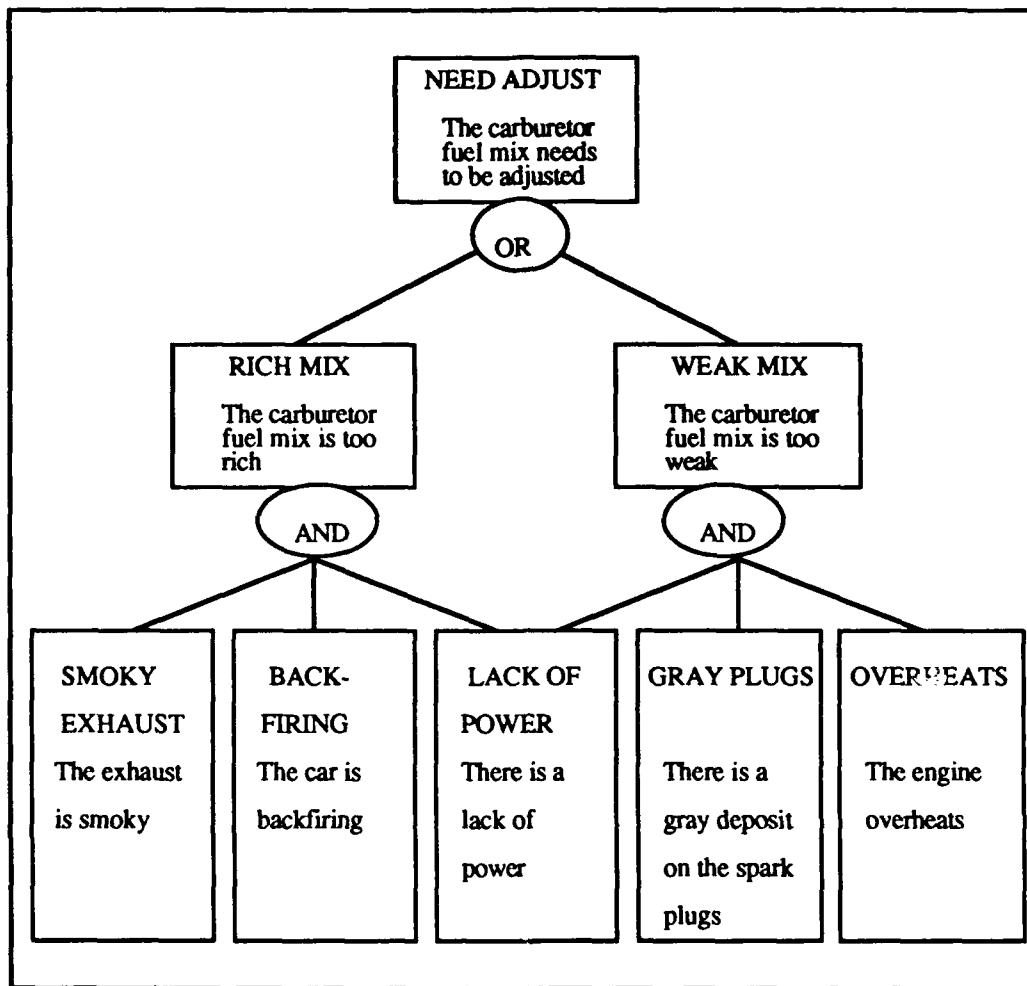 NEED ADJUST
The carburetor
fuel mix needs
to be adjusted
OR
RICH MIX
The carburetor
fuel mix is too
rich
AND
WEAK MIX
The carburetor
fuel mix is too
weak
AND
SMOKY
EXHAUST
The exhaust
is smoky
BACK-
FIRING
The car is
backfiring
LACK OF
POWER
There is a
lack of
power
GRAY PLUGS
There is a
gray deposit
on the spark
plugs
OVERHEATS
The engine
overheats